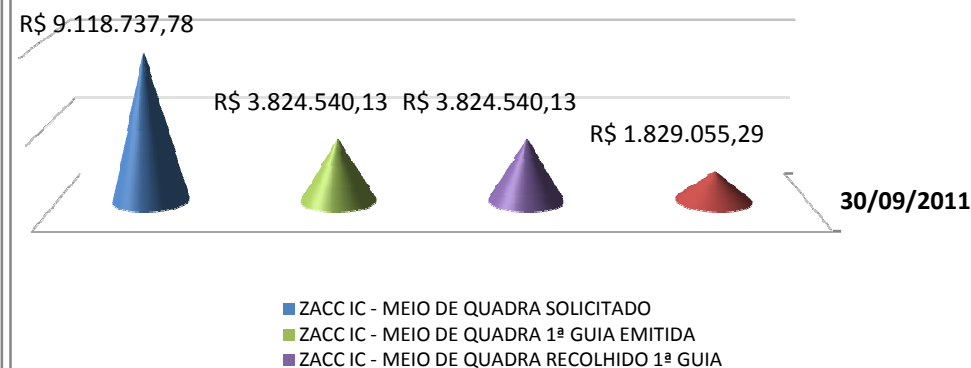 R$ 9.118.737,78
R$ 3.824.540,13 R$ 3.824.540,13
R$ 1.829.055,29
30/09/2011
ZACC IC - MEIO DE QUADRA SOLICITADO
ZACC IC - MEIO DE QUADRA 1ª GUIA EMITIDA
ZACC IC - MEIO DE QUADRA RECOLHIDO 1ª GUIA